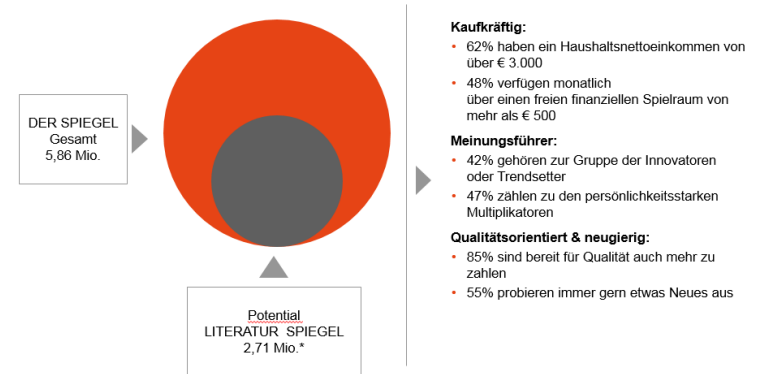 DER SPIEGEL
Gesamt
5,86 Mio.
Potential
LITERATUR SPIEGEL
2,71 Mio.*
Kaufkräftig:
• 62% haben ein Haushaltsnettoeinkommen von
über € 3.000
• 48% verfügen monatlich
über einen freien finanziellen Spielraum von
mehr als € 500
Meinungsführer:
• 42% gehören zur Gruppe der Innovatoren
oder Trendsetter
• 47% zählen zu den persönlichkeitsstarken
Multiplikatoren
Qualitätsorientiert & neugierig:
• 85% sind bereit für Qualität auch mehr zu
zahlen
• 55% probieren immer gern etwas Neues aus